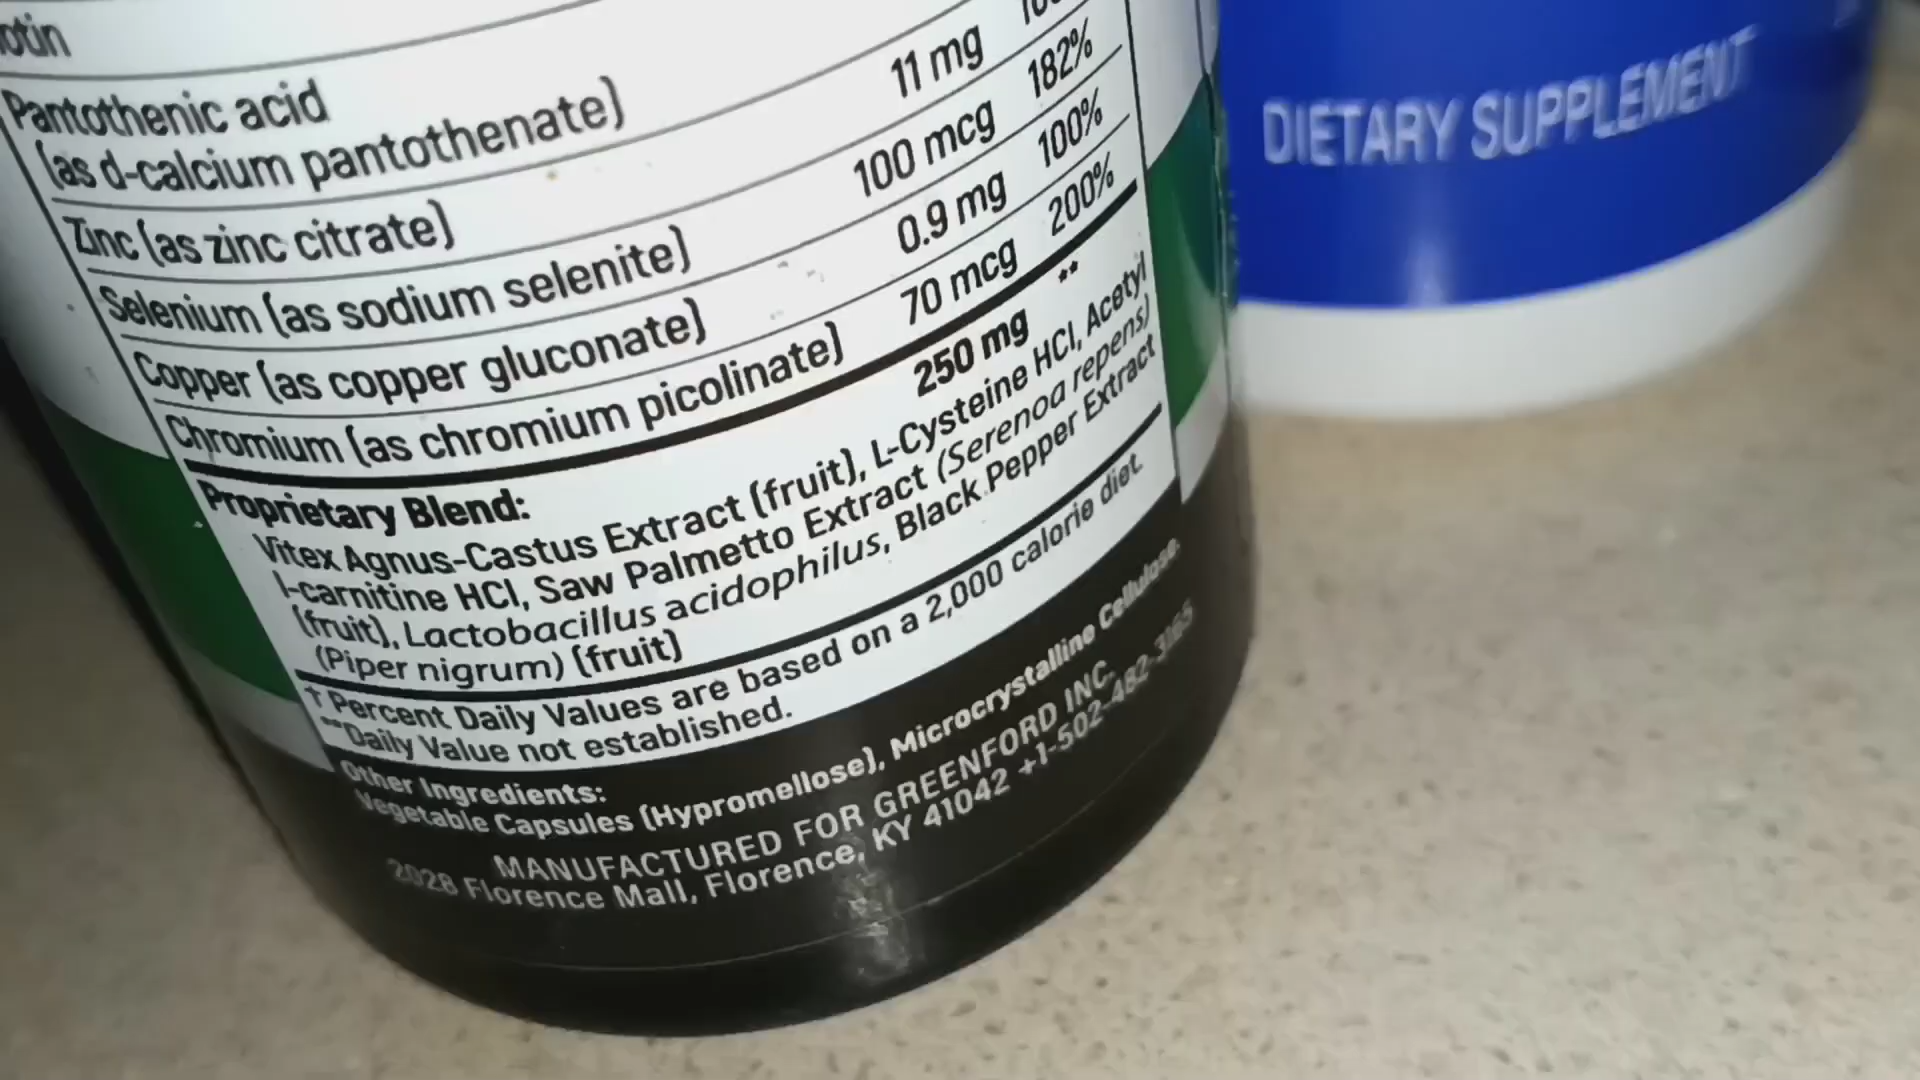 otin
Pantothenic acid
(as d-calcium pantothenate)
Zinc (as zinc citrate) 11 mg
Selenium (as sodium selenite) 100 mcg 182%
Copper (as copper gluconate) 0.9 mg 100%
Chromium (as chromium picolinate) 70 mcg 200%
Proprietary Blend: 250 mg **
Vitex Agnus-Castus Extract (fruit), L-Cysteine HCl, Acetyl
l-carnitine HCl, Saw Palmetto Extract (Serenoa repens)
(fruit), Lactobacillus acidophilus, Black Pepper Extract
(Piper nigrum) (fruit)
† Percent Daily Values are based on a 2,000 calorie diet.
**Daily Value not established.
Other Ingredients:
Vegetable Capsules (Hypromellose), Microcrystalline Cellulose.
MANUFACTURED FOR GREENFORD INC.
2028 Florence Mall, Florence, KY 41042 +1-502-482-3165
DIETARY SUPPLEMENT